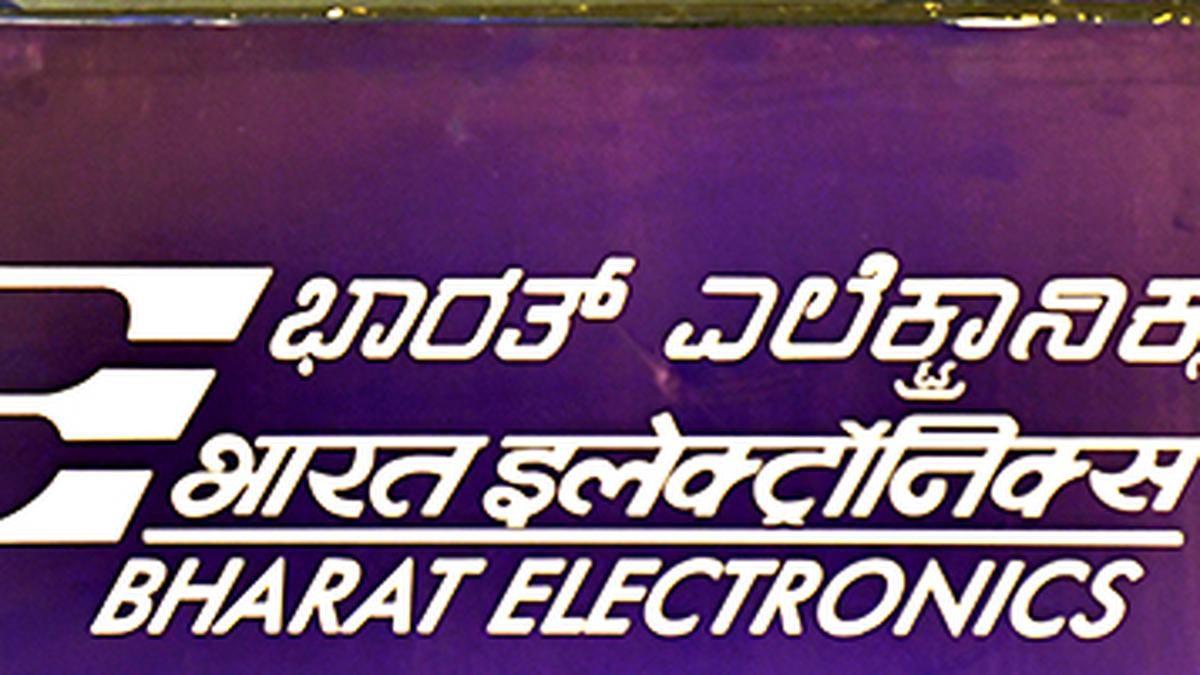 ಭಾರತ್ ಎಲೆಕ್ಟ್ರಾನಿಕ್
भारत इलेक्ट्रॉनिक्स
BHARAT ELECTRONICS